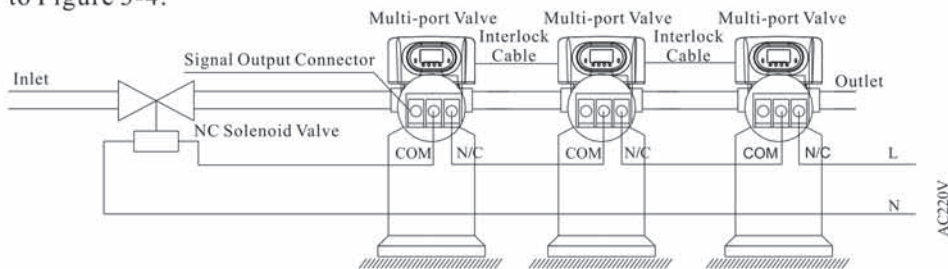 to Figure 3-4.
Multi-port Valve Multi-port Valve Multi-port Valve
Interlock Cable Interlock Cable
Signal Output Connector
Inlet
Outlet
NC Solenoid Valve
COM N/C COM N/C COM N/C L
N
AC220V